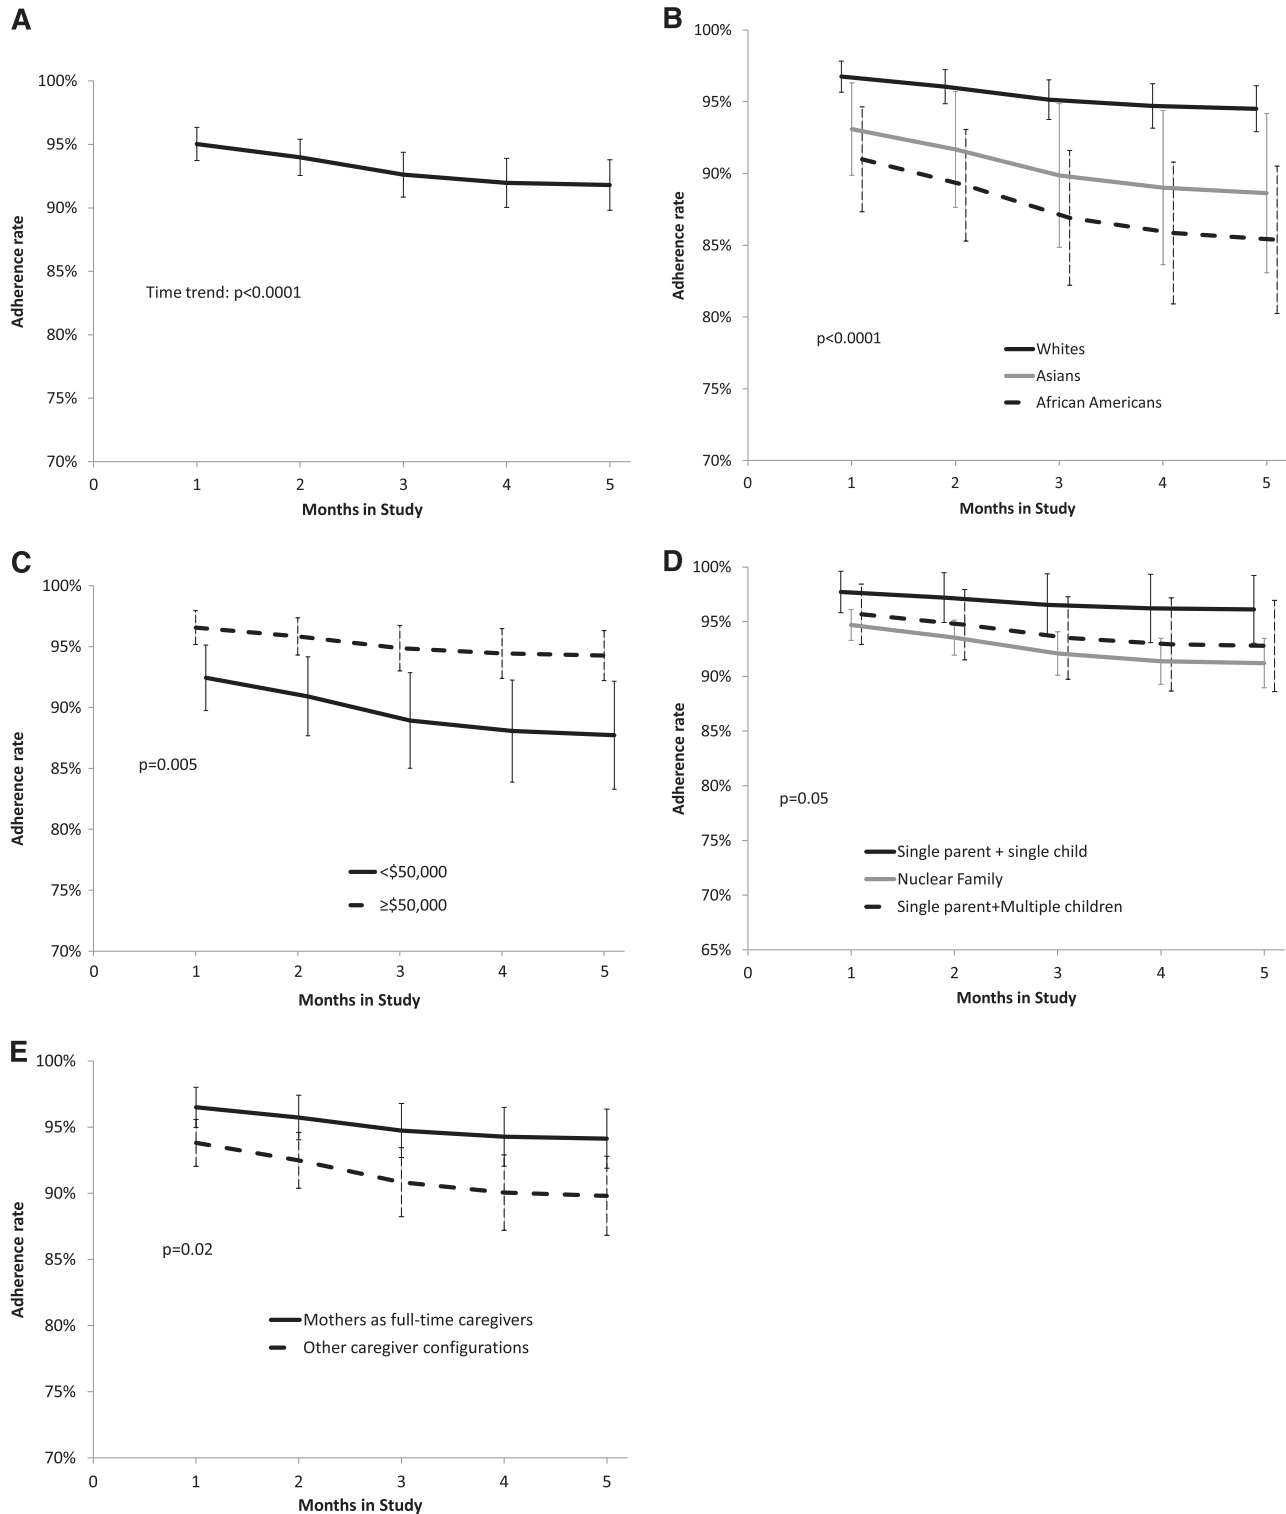 A
100%
95%
90%
85%
80%
75%
70%
Adherence rate
Time trend: p<0.0001
0 1 2 3 4 5
Months in Study
B
100%
95%
90%
85%
80%
75%
70%
Adherence rate
p<0.0001
Whites
Asians
African Americans
0 1 2 3 4 5
Months in Study
C
100%
95%
90%
85%
80%
75%
70%
Adherence rate
p=0.005
<$50,000
≥$50,000
0 1 2 3 4 5
Months in Study
D
100%
95%
90%
85%
80%
75%
70%
65%
Adherence rate
p=0.05
Single parent + single child
Nuclear Family
Single parent+Multiple children
0 1 2 3 4 5
Months in Study
E
100%
95%
90%
85%
80%
75%
70%
Adherence rate
p=0.02
Mothers as full-time caregivers
Other caregiver configurations
0 1 2 3 4 5
Months in Study